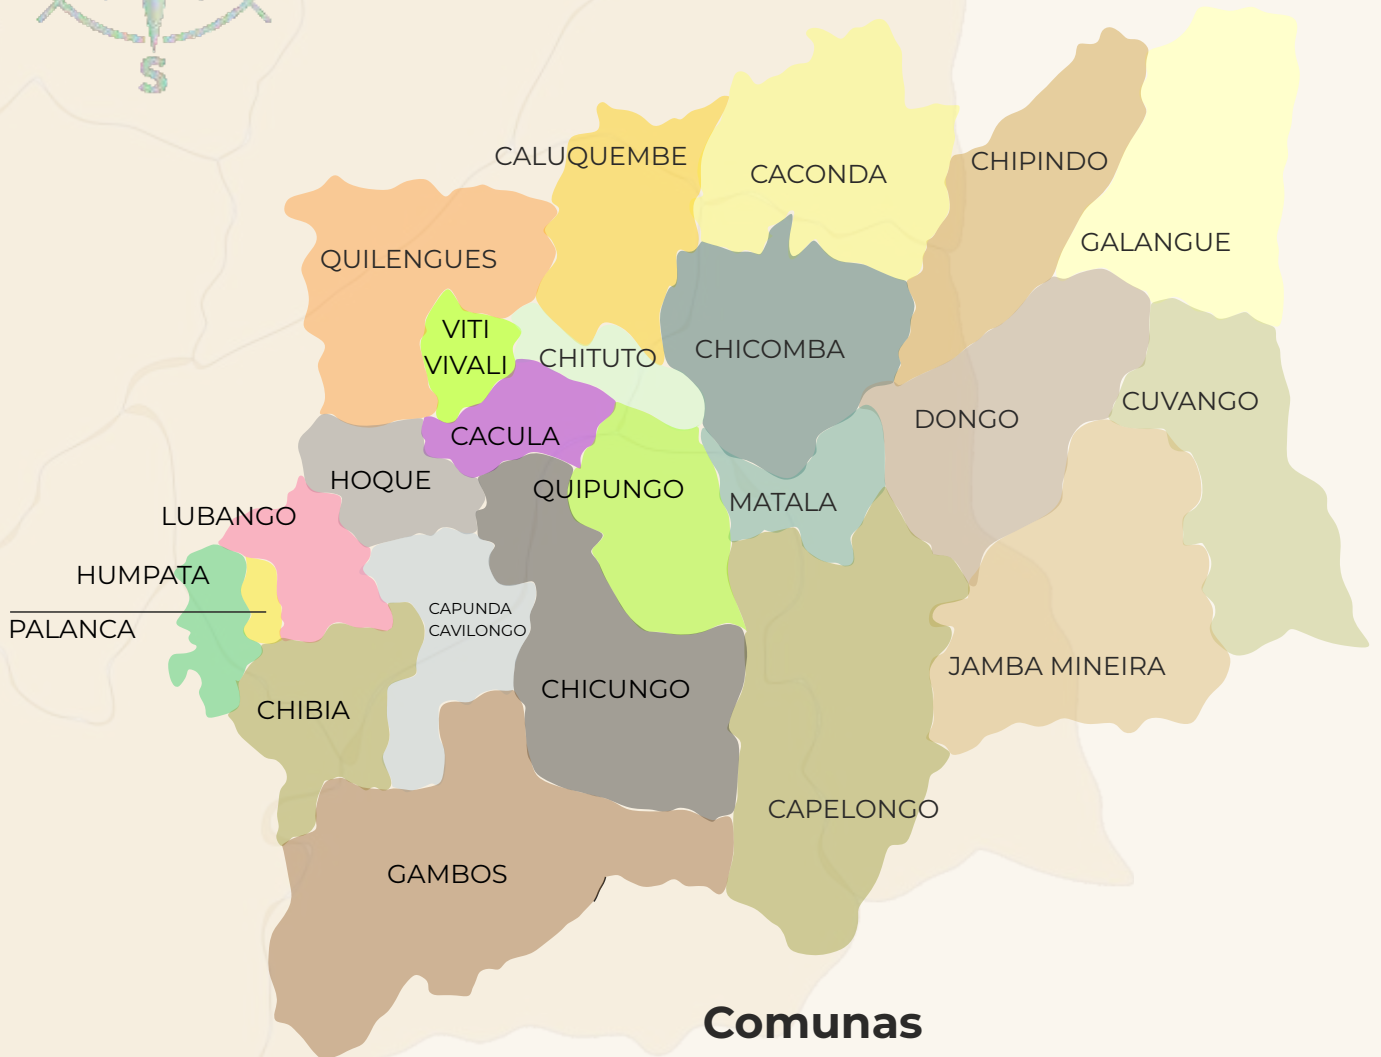 S
CALUQUEMBE
CACONDA
CHIPINDO
GALANGUE
QUILENGUES
VITI
VIVALI
CHITUTO
CHICOMBA
CUVANGO
DONGO
CACULA
HOQUE
QUIPUNGO
MATALA
LUBANGO
HUMPATA
PALANCA
CAPUNDA
CAVILONGO
JAMBA MINEIRA
CHICUNGO
CHIBIA
CAPELONGO
GAMBOS
Comunas